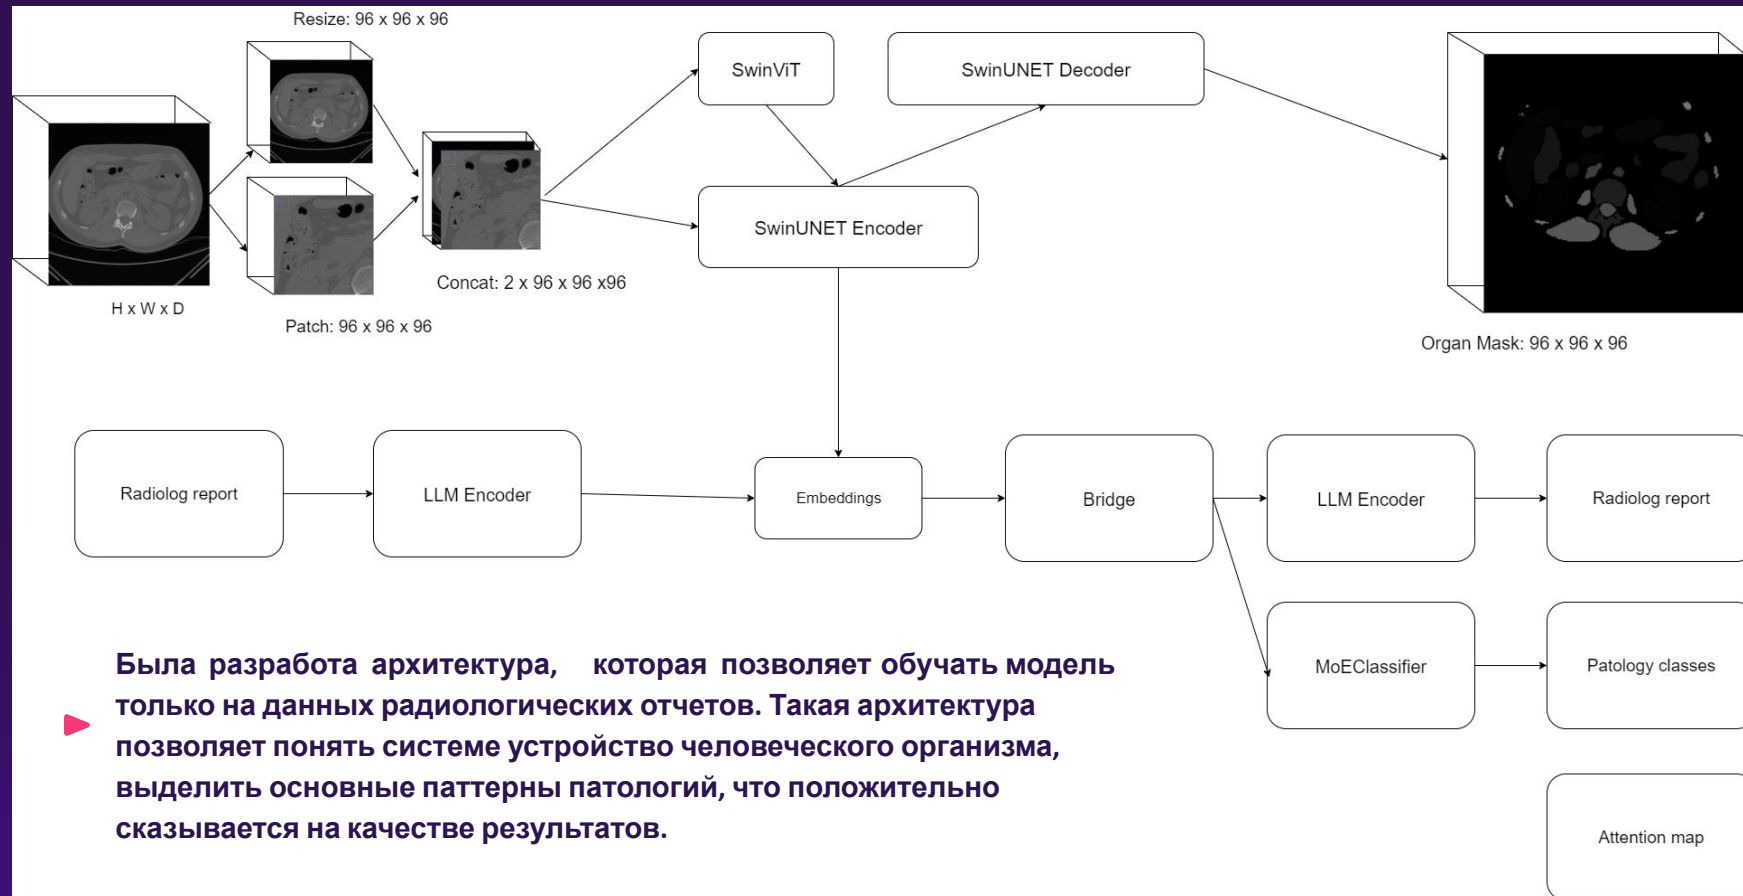 Resize: 96 x 96 x 96
SwinViT
SwinUNET Decoder
SwinUNET Encoder
Concat: 2 x 96 x 96 x96
H x W x D
Patch: 96 x 96 x 96
Organ Mask: 96 x 96 x 96
Radiolog report
LLM Encoder
Embeddings
Bridge
LLM Encoder
Radiolog report
MoEClassifier
Patology classes
Attention map
Была разработа архитектура, которая позволяет обучать модель
только на данных радиологических отчетов. Такая архитектура
позволяет понять системе устройство человеческого организма,
выделить основные паттерны патологий, что положительно
сказывается на качестве результатов.